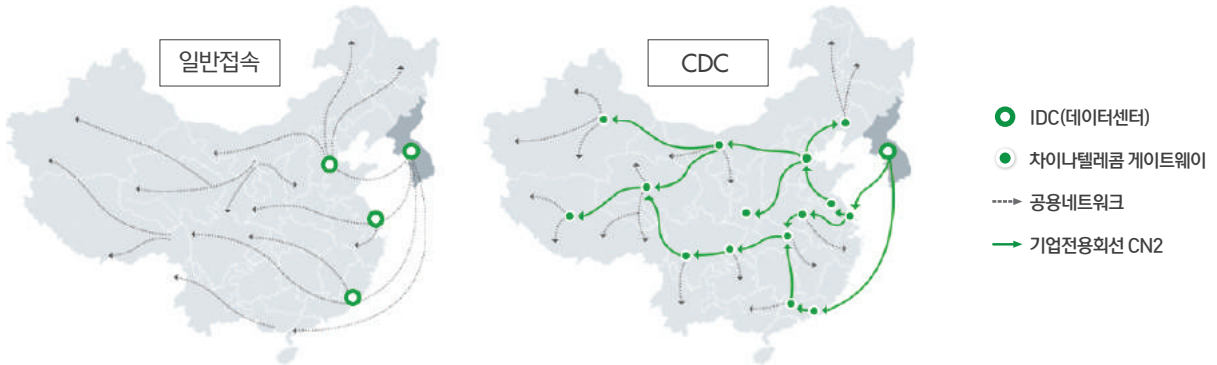 일반접속
CDC
IDC(데이터센터)
차이나텔레콤 게이트웨이
공용네트워크
기업전용회선 CN2